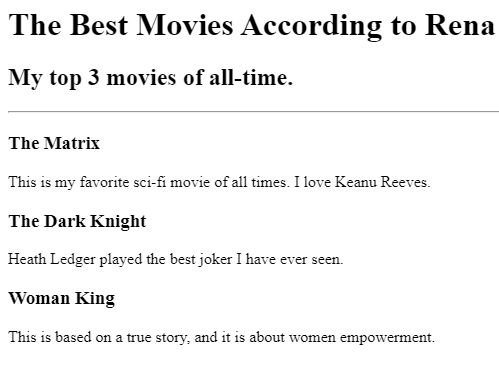 The Best Movies According to Rena
My top 3 movies of all-time.
The Matrix
This is my favorite sci-fi movie of all times. I love Keanu Reeves.
The Dark Knight
Heath Ledger played the best joker I have ever seen.
Woman King
This is based on a true story, and it is about women empowerment.